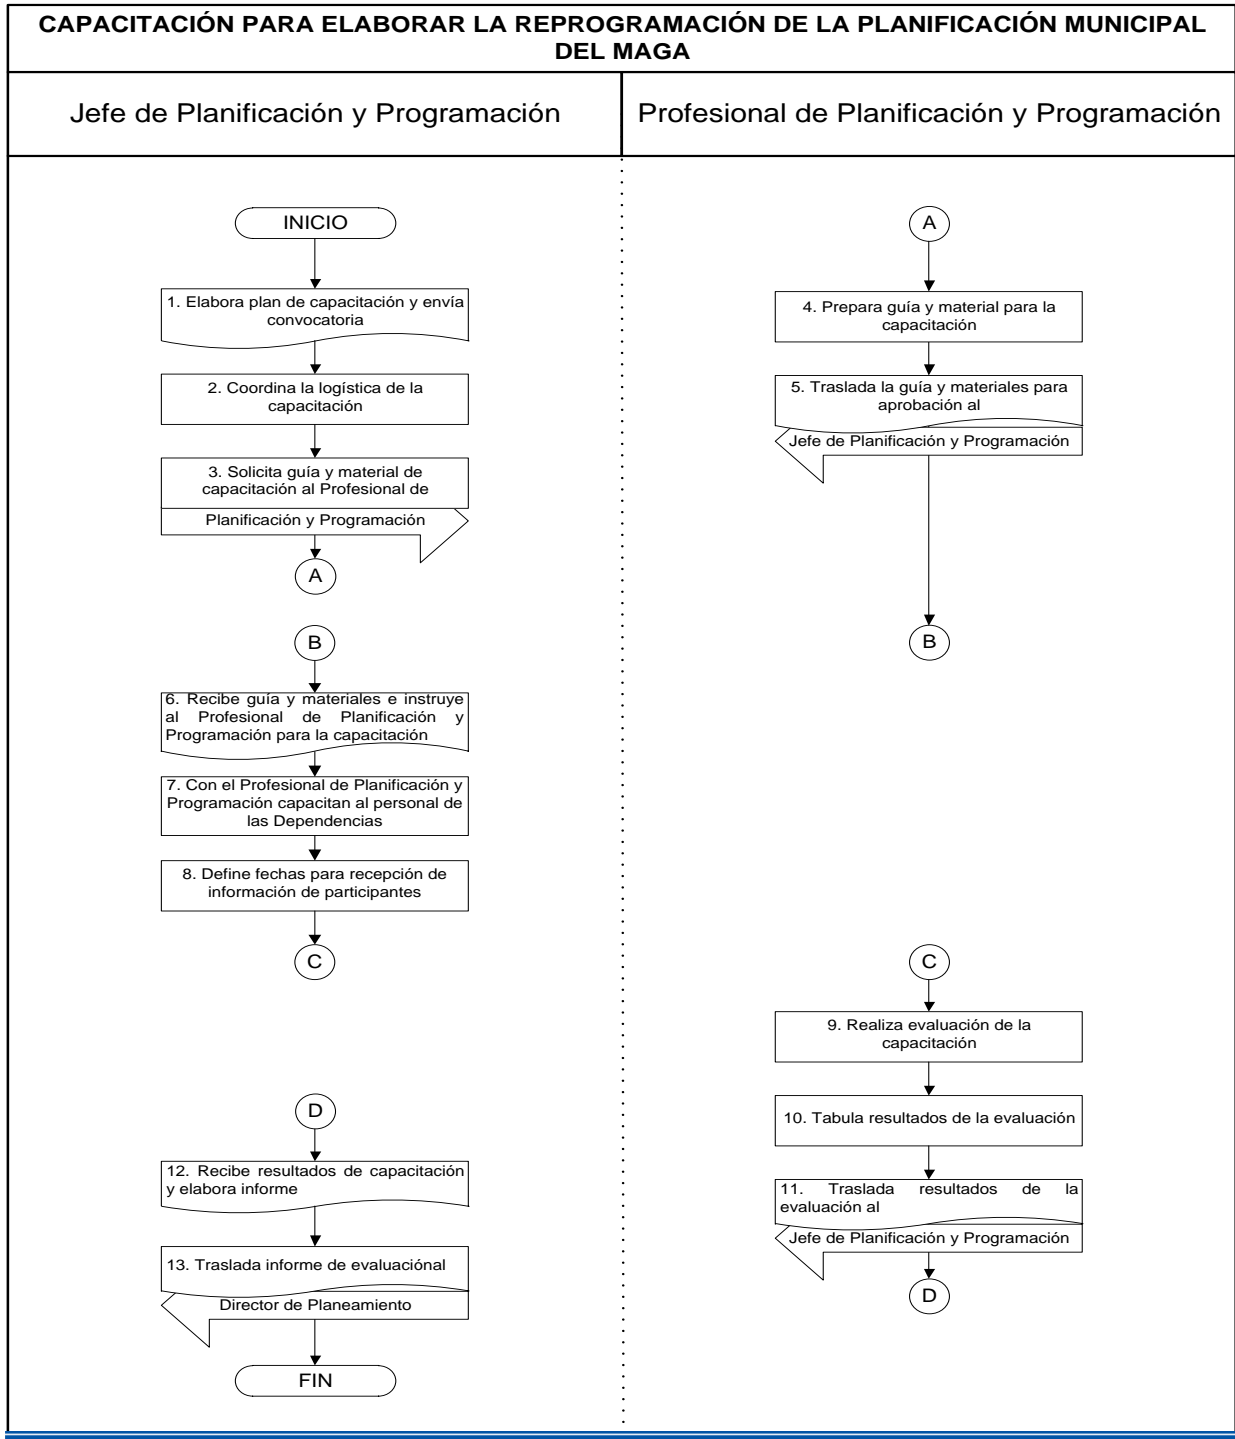 CAPACITACIÓN PARA ELABORAR LA REPROGRAMACIÓN DE LA PLANIFICACIÓN MUNICIPAL
DEL MAGA
Jefe de Planificación y Programación
Profesional de Planificación y Programación
INICIO
1. Elabora plan de capacitación y envía
convocatoria
2. Coordina la logística de la
capacitación
3. Solicita guía y material de
capacitación al Profesional de
Planificación y Programación
A
A
4. Prepara guía y material para la
capacitación
5. Traslada la guía y materiales para
aprobación al
Jefe de Planificación y Programación
B
B
6. Recibe guía y materiales e instruye
al Profesional de Planificación y
Programación para la capacitación
7. Con el Profesional de Planificación y
Programación capacitan al personal de
las Dependencias
8. Define fechas para recepción de
información de participantes
C
C
9. Realiza evaluación de la
capacitación
10. Tabula resultados de la evaluación
11. Traslada resultados de la
evaluación al
Jefe de Planificación y Programación
D
D
12. Recibe resultados de capacitación
y elabora informe
13. Traslada informe de evaluaciónal
Director de Planeamiento
FIN